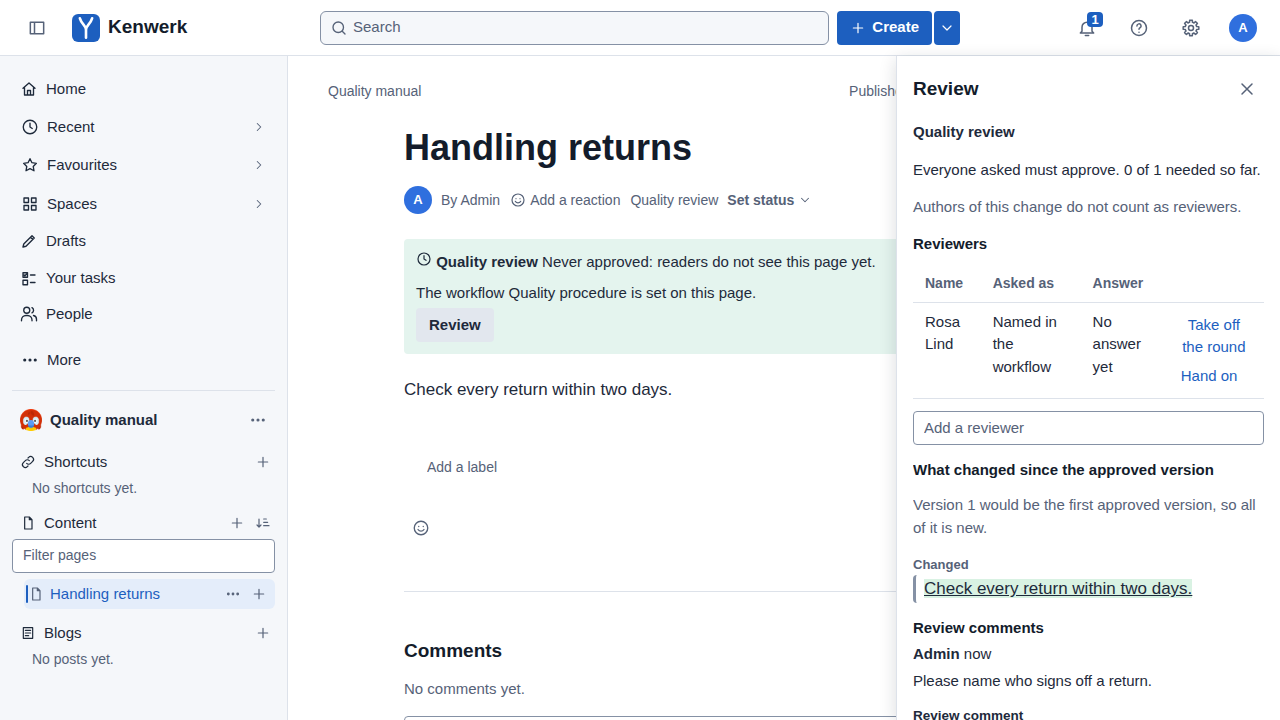 Kenwerk
Search
Create
1
A
Home
Recent
Favourites
Spaces
Drafts
Your tasks
People
More
Quality manual
Shortcuts
No shortcuts yet.
Content
Filter pages
Handling returns
Blogs
No posts yet.
Quality manual
Handling returns
A By Admin Add a reaction Quality review Set status
Quality review Never approved: readers do not see this page yet.
The workflow Quality procedure is set on this page.
Review
Check every return within two days.
Add a label
Comments
No comments yet.
Review
Quality review
Everyone asked must approve. 0 of 1 needed so far.
Authors of this change do not count as reviewers.
Reviewers
Name Asked as Answer
Rosa Lind
Named in the workflow
No answer yet
Take off the round
Hand on
Add a reviewer
What changed since the approved version
Version 1 would be the first approved version, so all
of it is new.
Changed
Check every return within two days.
Review comments
Admin now
Please name who signs off a return.
Review comment